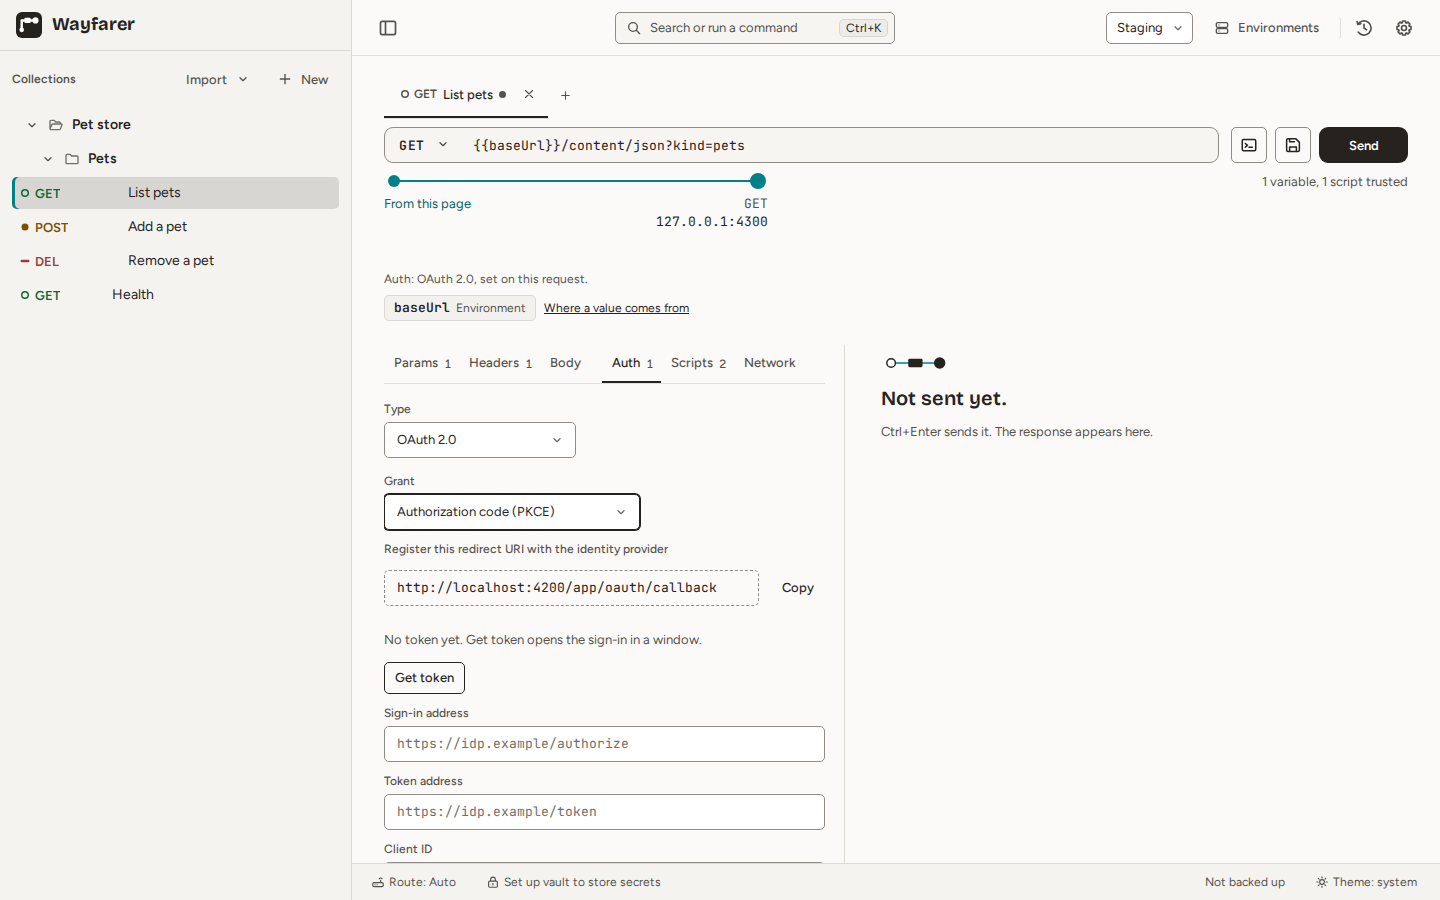 Wayfarer
Search or run a command Ctrl+K
Staging
Environments
Collections Import New
Pet store
Pets
GET List pets
POST Add a pet
DEL Remove a pet
GET Health
GET List pets
GET {{baseUrl}}/content/json?kind=pets
Send
From this page GET
127.0.0.1:4300
1 variable, 1 script trusted
Auth: OAuth 2.0, set on this request.
baseUrl Environment Where a value comes from
Params 1 Headers 1 Body Auth 1 Scripts 2 Network
Type
OAuth 2.0
Grant
Authorization code (PKCE)
Register this redirect URI with the identity provider
http://localhost:4200/app/oauth/callback Copy
No token yet. Get token opens the sign-in in a window.
Get token
Sign-in address
https://idp.example/authorize
Token address
https://idp.example/token
Client ID
Not sent yet.
Ctrl+Enter sends it. The response appears here.
Route: Auto Set up vault to store secrets Not backed up Theme: system